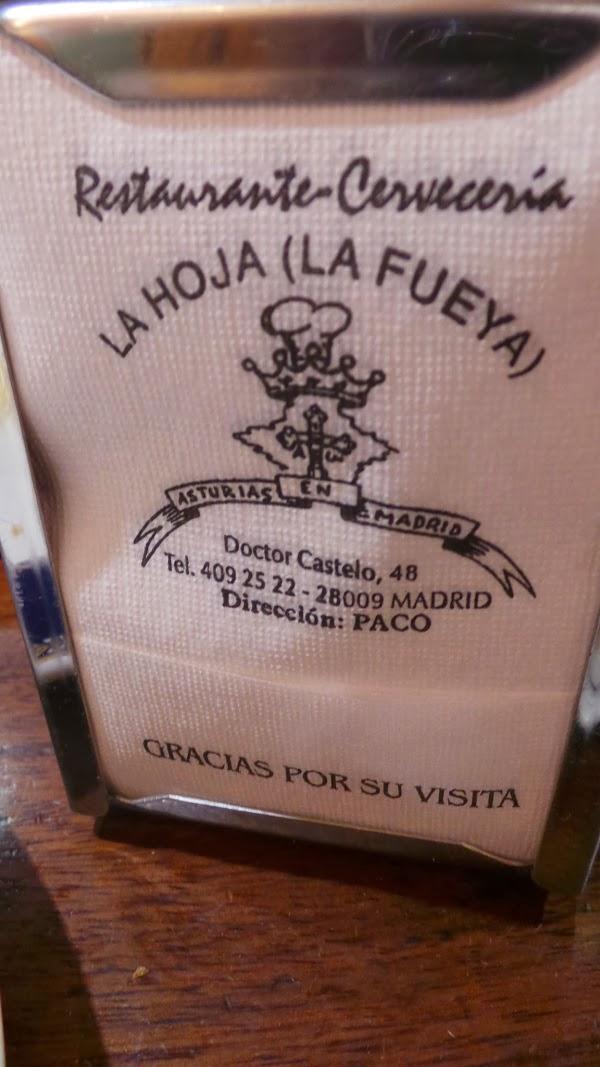 Restaurante-Cervecería
LA HOJA (LA FUEYA)
ASTURIAS EN MADRID
Doctor Castelo, 48
Tel. 409 25 22 - 28009 MADRID
Dirección: PACO
GRACIAS POR SU VISITA